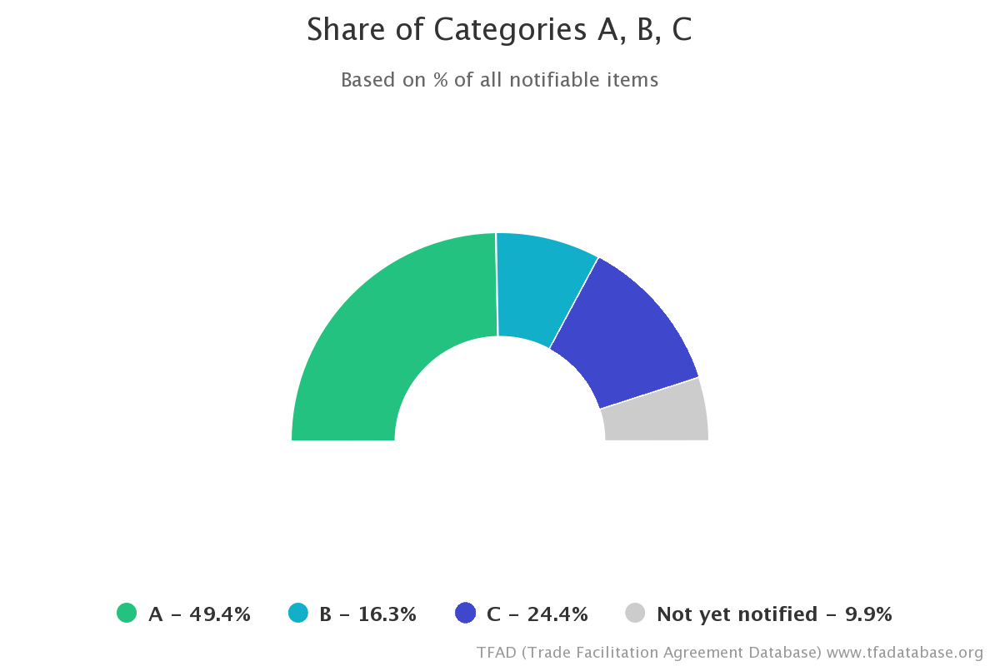 Share of Categories A, B, C
Based on % of all notifiable items
A – 49.4% B – 16.3% C – 24.4% Not yet notified – 9.9%
TFAD (Trade Facilitation Agreement Database) www.tfadatabase.org